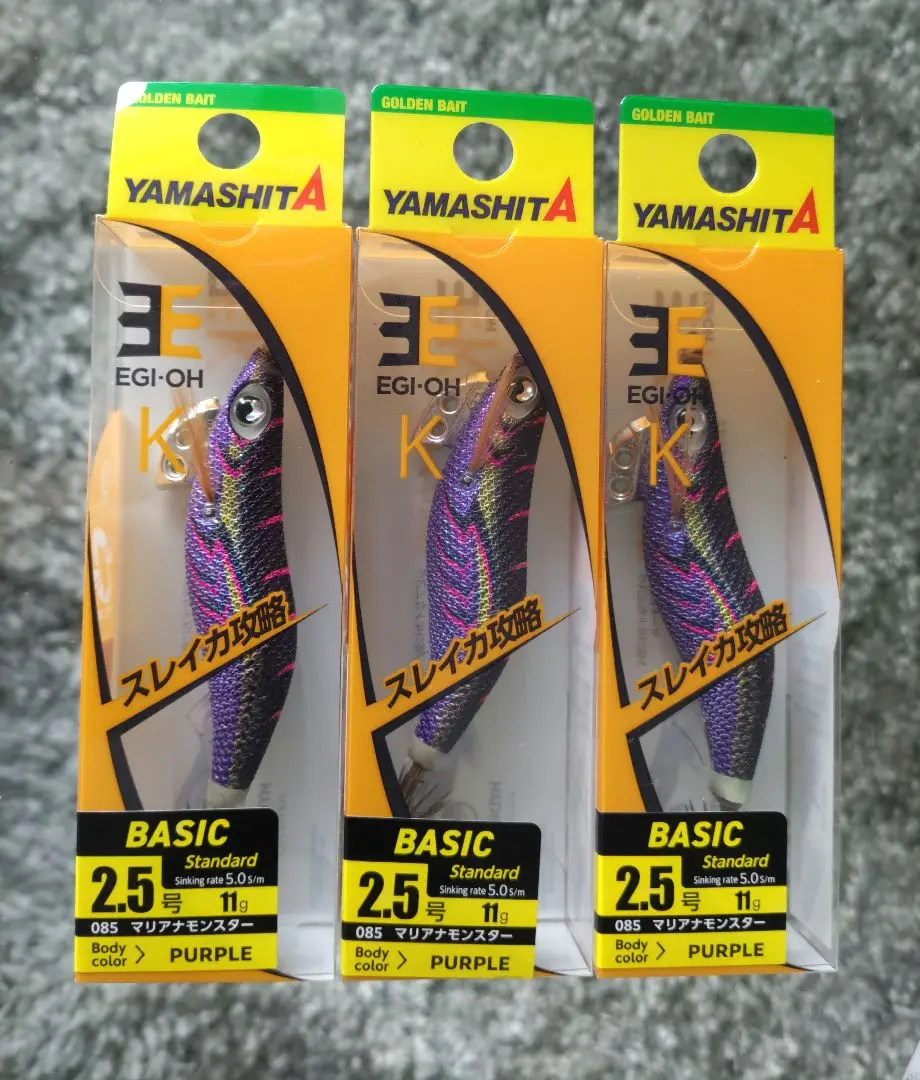 GOLDEN BAIT
YAMASHITA
EGI·OH
K
スレイカ攻略
BASIC
Standard
2.5号
Sinking rate 5.0 S/m
11g
085 マリアナモンスター
Body color > PURPLE
GOLDEN BAIT
YAMASHITA
EGI·OH
K
スレイカ攻略
BASIC
Standard
2.5号
Sinking rate 5.0 S/m
11g
085 マリアナモンスター
Body color > PURPLE
GOLDEN BAIT
YAMASHITA
EGI·OH
K
スレイカ攻略
BASIC
Standard
2.5号
Sinking rate 5.0 S/m
11g
085 マリアナモンスター
Body color > PURPLE